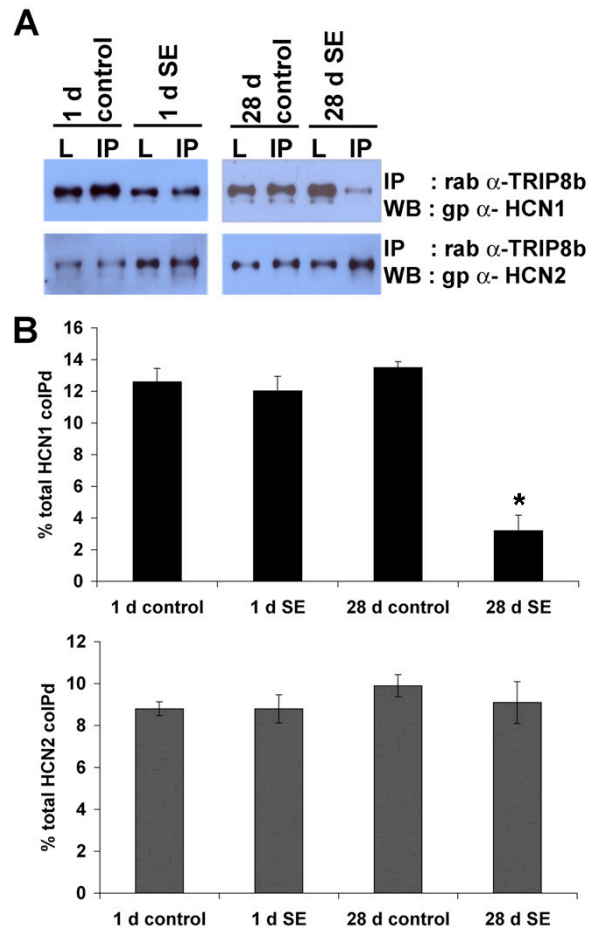 A
1 d control
1 d SE
28 d control
28 d SE
L IP L IP L IP L IP
IP : rab α-TRIP8b
WB : gp α- HCN1
IP : rab α-TRIP8b
WB : gp α- HCN2
B
% total HCN1 coIPd
16
14
12
10
8
6
4
2
0
*
1 d control 1 d SE 28 d control 28 d SE
% total HCN2 coIPd
12
10
8
6
4
2
0
1 d control 1 d SE 28 d control 28 d SE